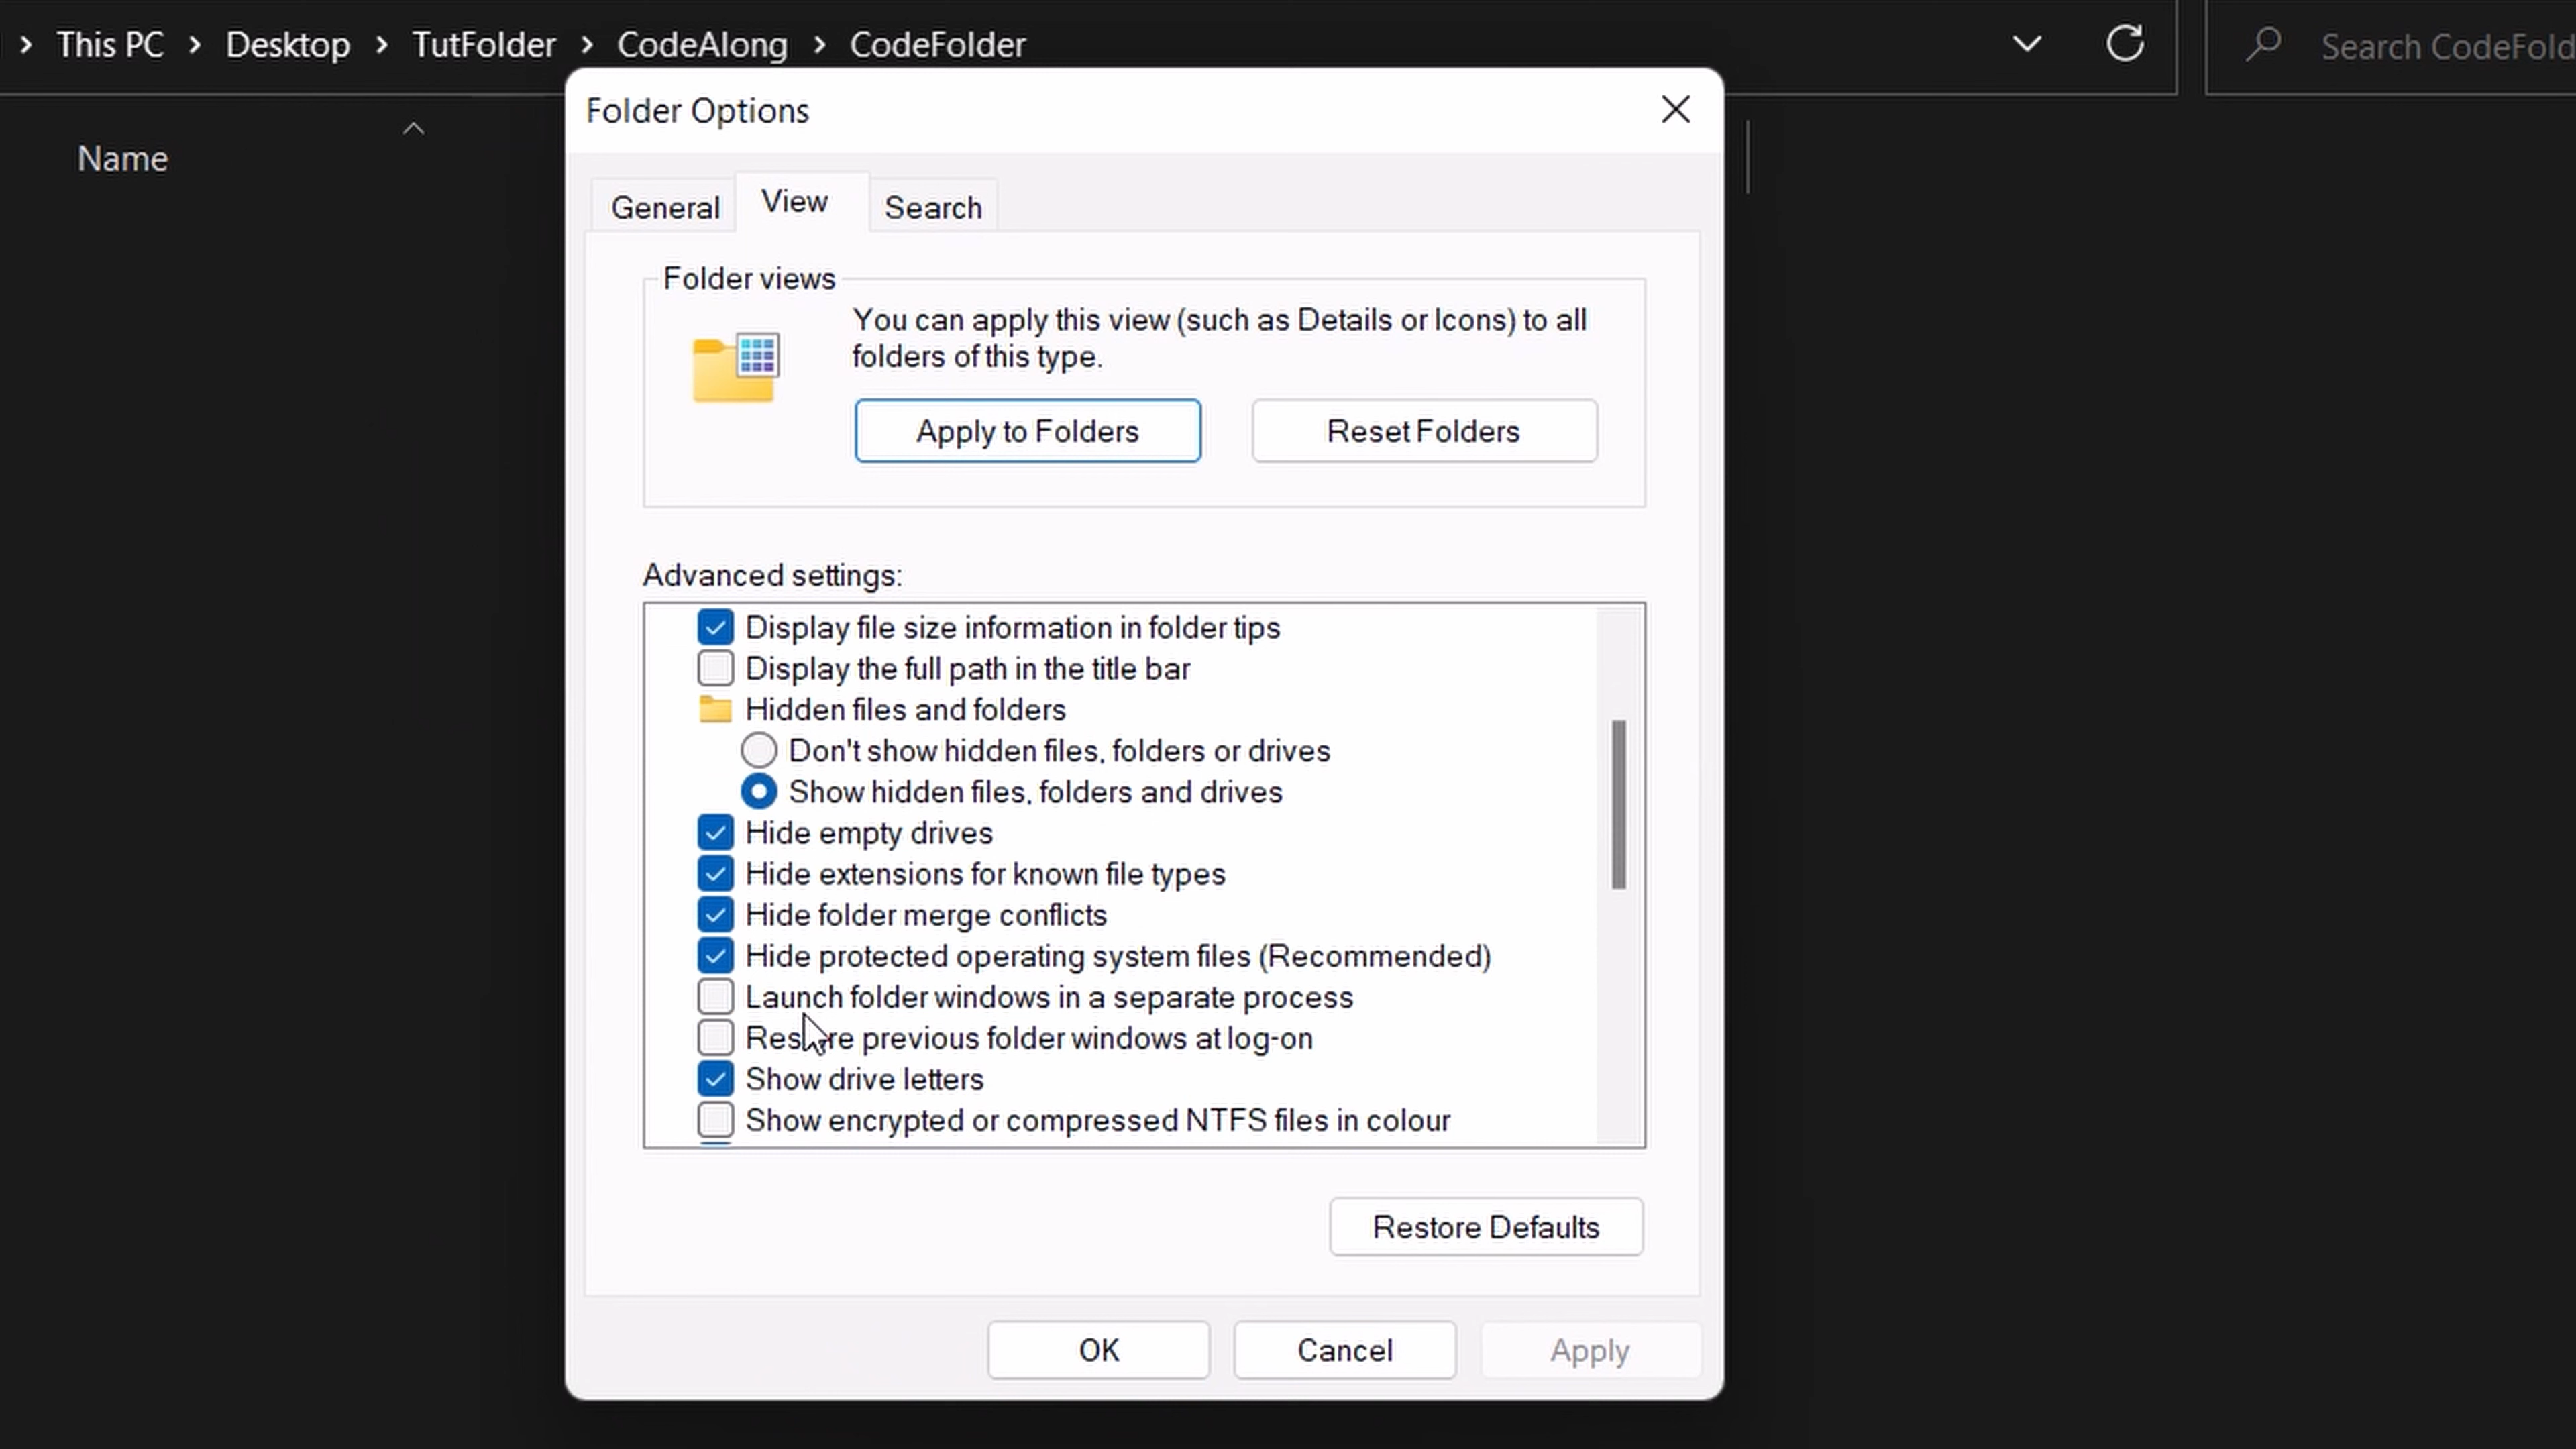 This PC > Desktop > TutFolder > CodeAlong > CodeFolder
Search CodeFold
Name
Folder Options
General
View
Search
Folder views
You can apply this view (such as Details or Icons) to all
folders of this type.
Apply to Folders
Reset Folders
Advanced settings:
Display file size information in folder tips
Display the full path in the title bar
Hidden files and folders
Don't show hidden files, folders or drives
Show hidden files, folders and drives
Hide empty drives
Hide extensions for known file types
Hide folder merge conflicts
Hide protected operating system files (Recommended)
Launch folder windows in a separate process
Restore previous folder windows at log-on
Show drive letters
Show encrypted or compressed NTFS files in colour
Restore Defaults
OK
Cancel
Apply